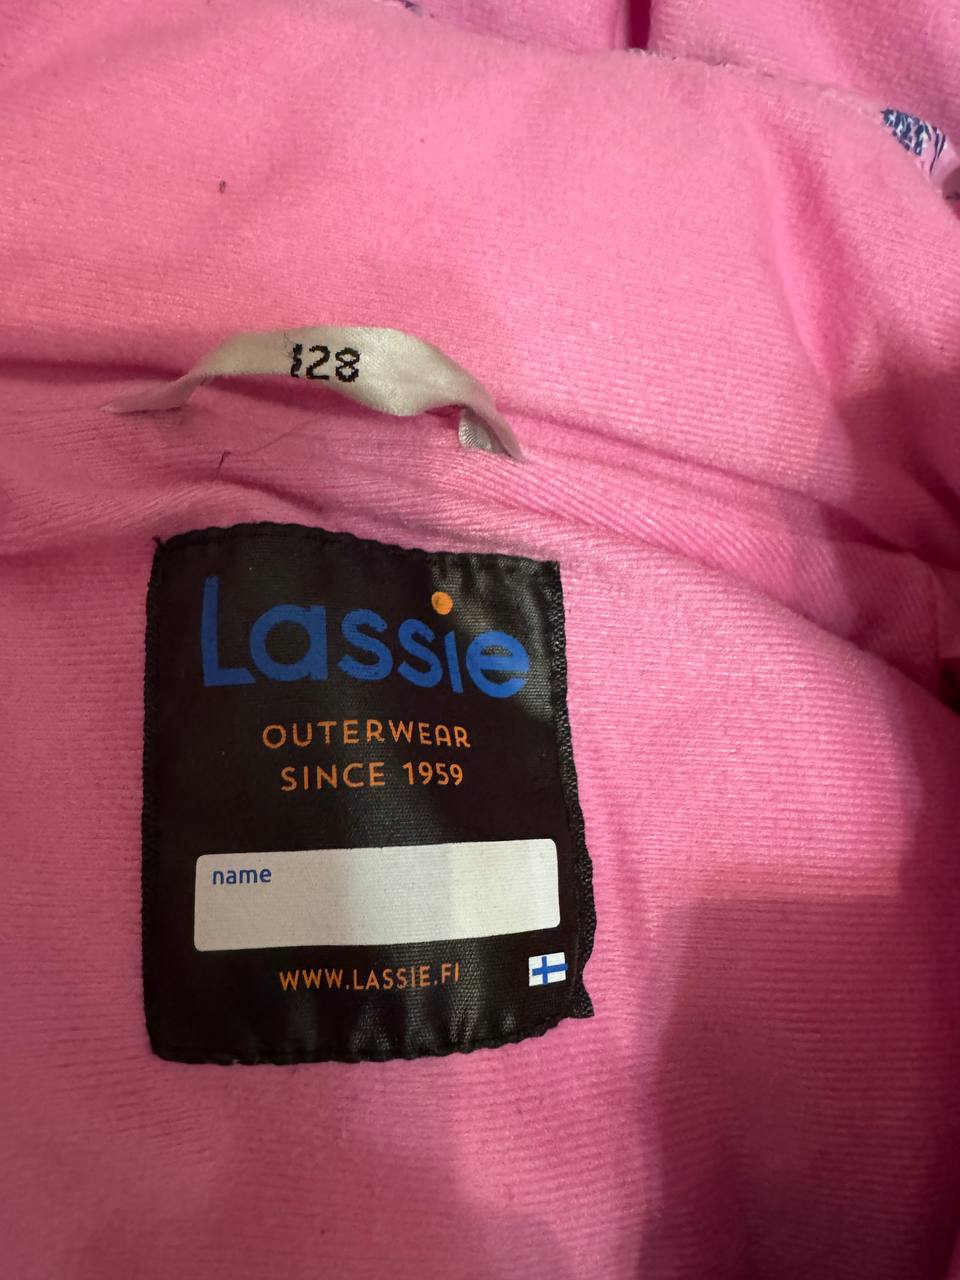 128
Lassie
OUTERWEAR
SINCE 1959
name
WWW.LASSIE.FI